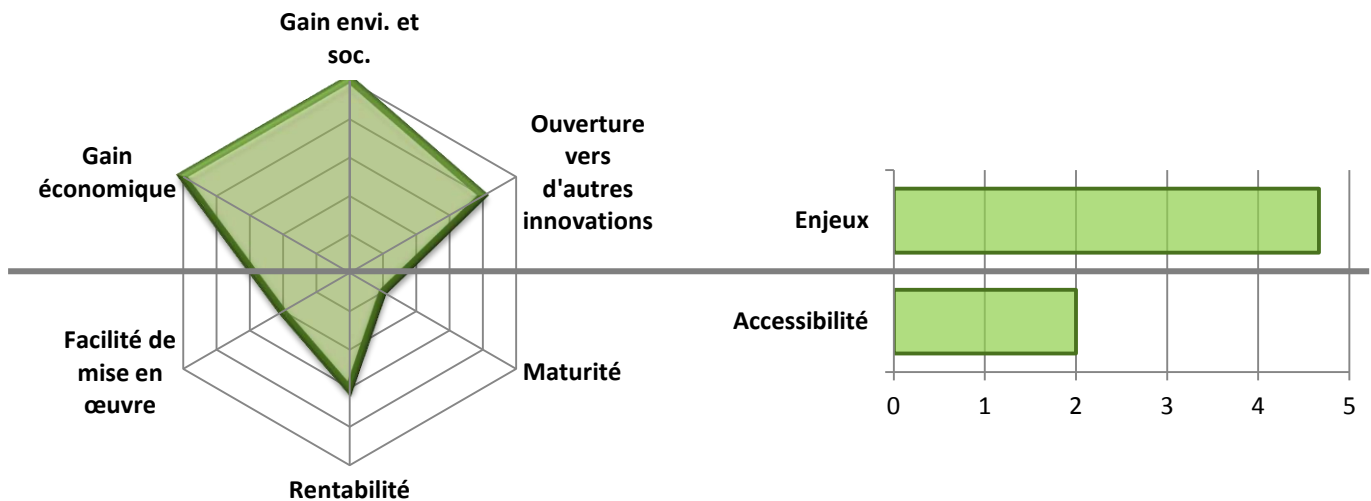 Gain envi. et
soc.
Ouverture
vers
d'autres
innovations
Gain
économique
Facilité de
mise en
œuvre
Maturité
Rentabilité
Enjeux
Accessibilité
0 1 2 3 4 5